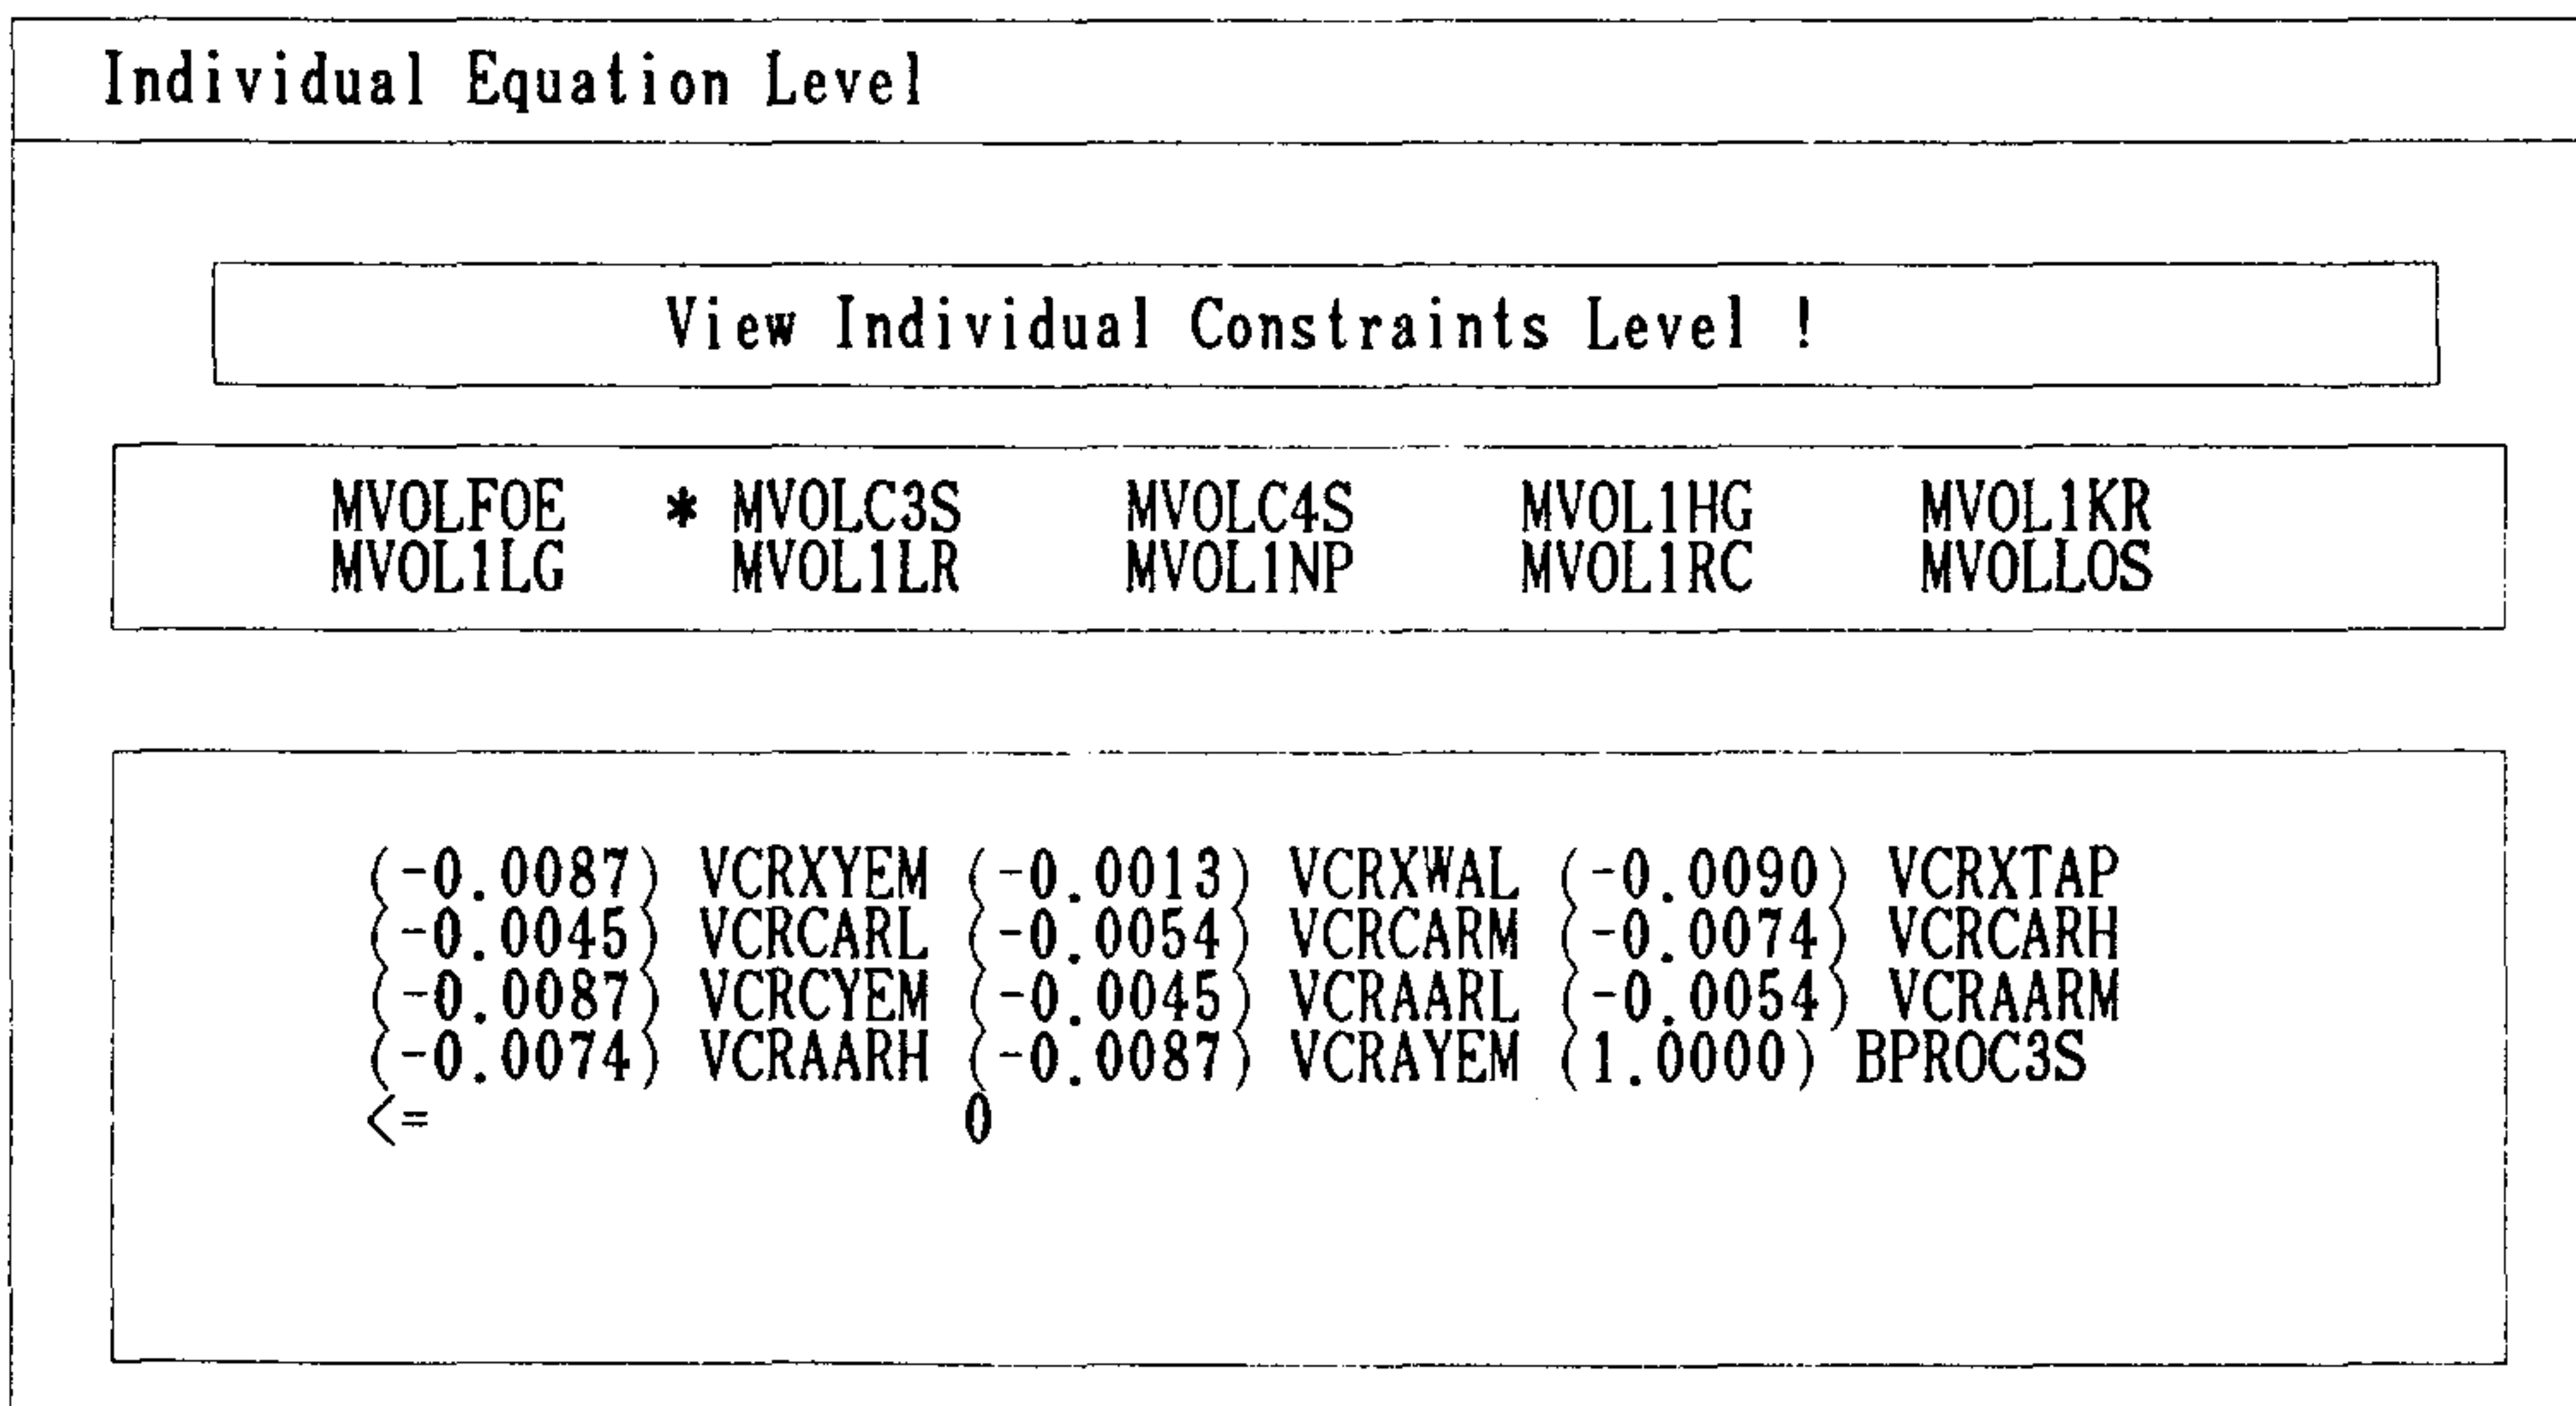 Individual Equation Level
View Individual Constraints Level !
MVOLFOE * MVOLC3S MVOLC4S MVOL1HG MVOL1KR
MVOL1LG MVOL1LR MVOL1NP MVOL1RC MVOLLOS
(-0.0087) VCRXYEM (-0.0013) VCRXWAL (-0.0090) VCRXTAP
(-0.0045) VCRCARL (-0.0054) VCRCARM (-0.0074) VCRCARH
(-0.0087) VCRCYEM (-0.0045) VCRAARL (-0.0054) VCRAARM
(-0.0074) VCRAARH (-0.0087) VCRAYEM (1.0000) BPROC3S
<= 0